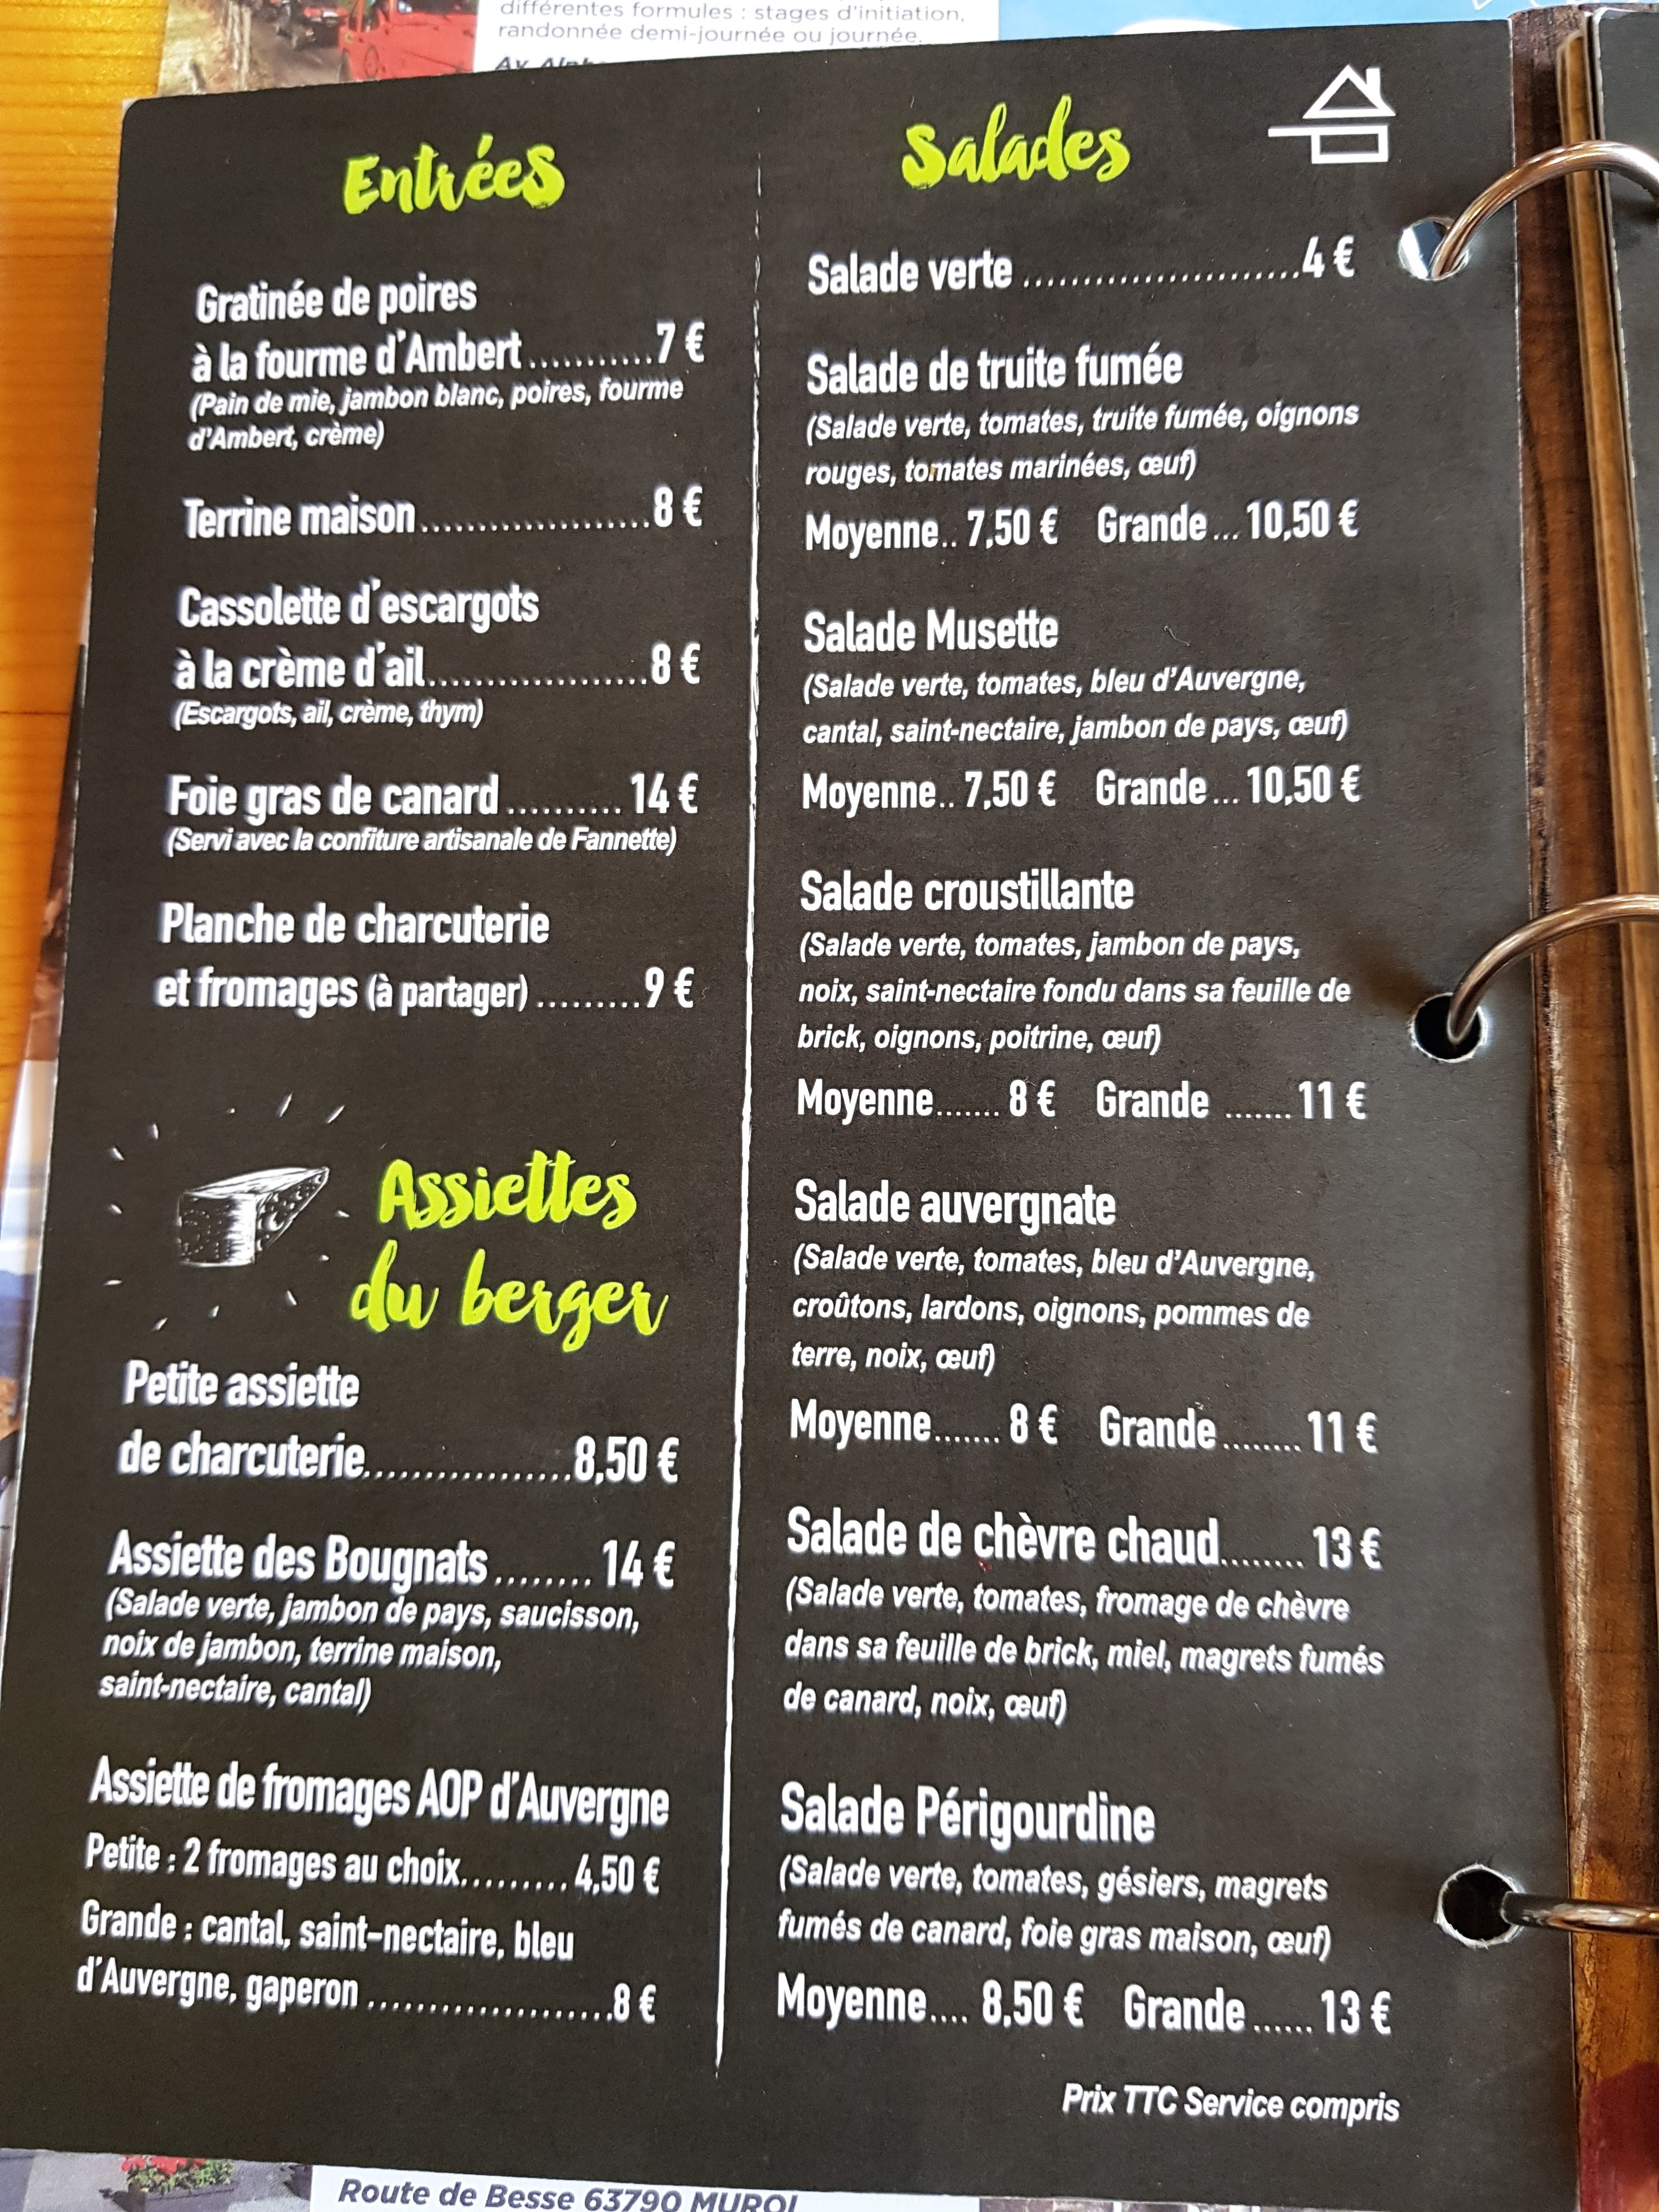 différentes formules : stages d'initiation,
randonnée demi-journée ou journée.
Entrées
Gratinée de poires
à la fourme d'Ambert...........7 €
(Pain de mie, jambon blanc, poires, fourme
d'Ambert, crème)
Terrine maison....................8 €
Cassolette d'escargots
à la crème d'ail...................8 €
(Escargots, ail, crème, thym)
Foie gras de canard .......... 14 €
(Servi avec la confiture artisanale de Fannette)
Planche de charcuterie
et fromages (à partager) .........9 €
Assiettes
du berger
Petite assiette
de charcuterie.................8,50 €
Assiette des Bougnats ........ 14 €
(Salade verte, jambon de pays, saucisson,
noix de jambon, terrine maison,
saint-nectaire, cantal)
Assiette de fromages AOP d'Auvergne
Petite : 2 fromages au choix......... 4,50 €
Grande : cantal, saint-nectaire, bleu
d'Auvergne, gaperon ....................8 €
Salades
Salade verte .......................4 €
Salade de truite fumée
(Salade verte, tomates, truite fumée, oignons
rouges, tomates marinées, œuf)
Moyenne.. 7,50 € Grande ... 10,50 €
Salade Musette
(Salade verte, tomates, bleu d'Auvergne,
cantal, saint-nectaire, jambon de pays, œuf)
Moyenne.. 7,50 € Grande ... 10,50 €
Salade croustillante
(Salade verte, tomates, jambon de pays,
noix, saint-nectaire fondu dans sa feuille de
brick, oignons, poitrine, œuf)
Moyenne....... 8 € Grande ....... 11 €
Salade auvergnate
(Salade verte, tomates, bleu d'Auvergne,
croûtons, lardons, oignons, pommes de
terre, noix, œuf)
Moyenne....... 8 € Grande ........ 11 €
Salade de chèvre chaud........ 13 €
(Salade verte, tomates, fromage de chèvre
dans sa feuille de brick, miel, magrets fumés
de canard, noix, œuf)
Salade Périgourdine
(Salade verte, tomates, gésiers, magrets
fumés de canard, foie gras maison, œuf)
Moyenne.... 8,50 € Grande ...... 13 €
Prix TTC Service compris
Route de Besse 63790 MUROL